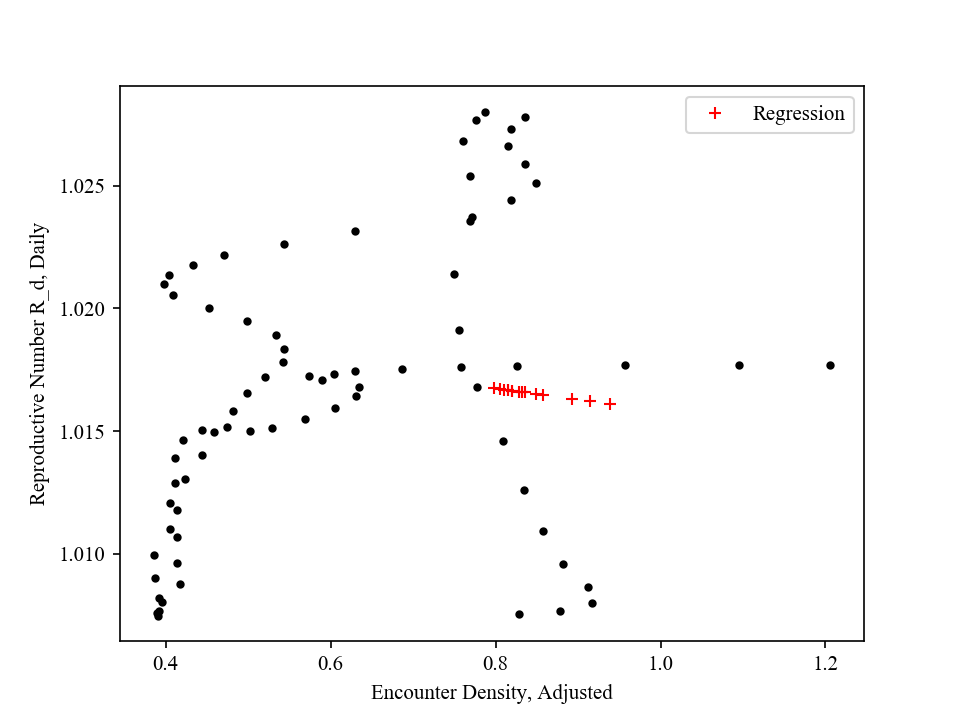 Regression
1.025
1.020
1.015
1.010
Reproductive Number R_d, Daily
0.4 0.6 0.8 1.0 1.2
Encounter Density, Adjusted